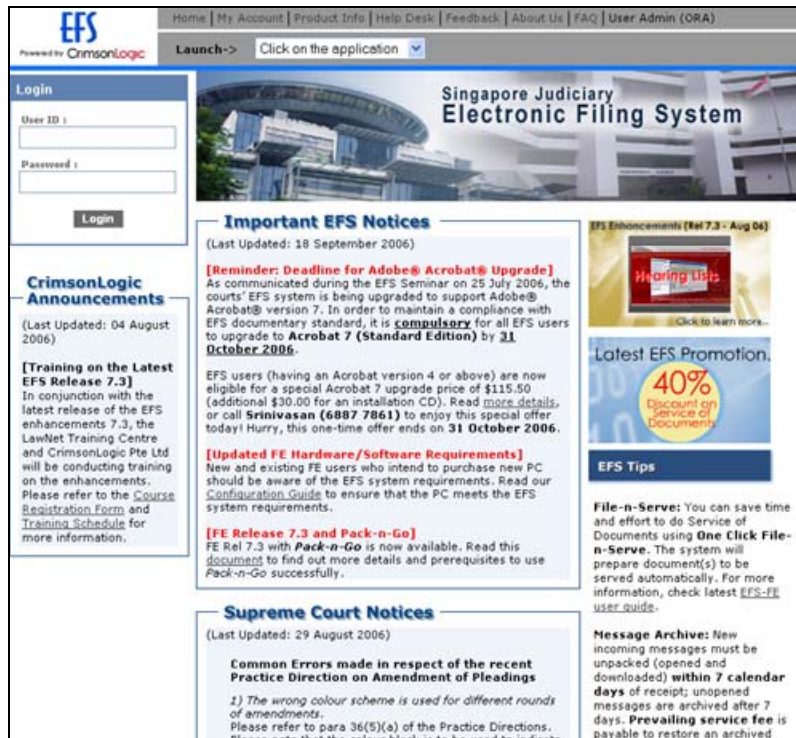 EFS
Powered by CrimsonLogic
Home | My Account | Product Info | Help Desk | Feedback | About Us | FAQ | User Admin (ORA)
Launch-> Click on the application
Login
User ID :
Password :
Login
Singapore Judiciary
Electronic Filing System
CrimsonLogic
Announcements
(Last Updated: 04 August
2006)
[Training on the Latest
EFS Release 7.3]
In conjunction with the
latest release of the EFS
enhancements 7.3, the
LawNet Training Centre
and CrimsonLogic Pte Ltd
will be conducting training
on the enhancements.
Please refer to the Course
Registration Form and
Training Schedule for
more information.
Important EFS Notices
(Last Updated: 18 September 2006)
[Reminder: Deadline for Adobe® Acrobat® Upgrade]
As communicated during the EFS Seminar on 25 July 2006, the
courts' EFS system is being upgraded to support Adobe®
Acrobat® version 7. In order to maintain a compliance with
EFS documentary standard, it is compulsory for all EFS users
to upgrade to Acrobat 7 (Standard Edition) by 31
October 2006.
EFS users (having an Acrobat version 4 or above) are now
eligible for a special Acrobat 7 upgrade price of $115.50
(additional $30.00 for an installation CD). Read more details,
or call Srinivasan (6887 7861) to enjoy this special offer
today! Hurry, this one-time offer ends on 31 October 2006.
[Updated FE Hardware/Software Requirements]
New and existing FE users who intend to purchase new PC
should be aware of the EFS system requirements. Read our
Configuration Guide to ensure that the PC meets the EFS
system requirements.
[FE Release 7.3 and Pack-n-Go]
FE Rel 7.3 with Pack-n-Go is now available. Read this
document to find out more details and prerequisites to use
Pack-n-Go successfully.
Supreme Court Notices
(Last Updated: 29 August 2006)
Common Errors made in respect of the recent
Practice Direction on Amendment of Pleadings
1) The wrong colour scheme is used for different rounds
of amendments.
Please refer to para 36(5)(a) of the Practice Directions.
Please note that the colour block is to be used to indicate
EFS Enhancements (Rel 7.3 - Aug 06)
Hearing Lists
Click to learn more...
Latest EFS Promotion.
40%
Discount on
Service of
Documents
EFS Tips
File-n-Serve: You can save time
and effort to do Service of
Documents using One Click File-
n-Serve. The system will
prepare document(s) to be
served automatically. For more
information, check latest EFS-FE
user guide.
Message Archive: New
incoming messages must be
unpacked (opened and
downloaded) within 7 calendar
days of receipt; unopened
messages are archived after 7
days. Prevailing service fee is
payable to restore an archived